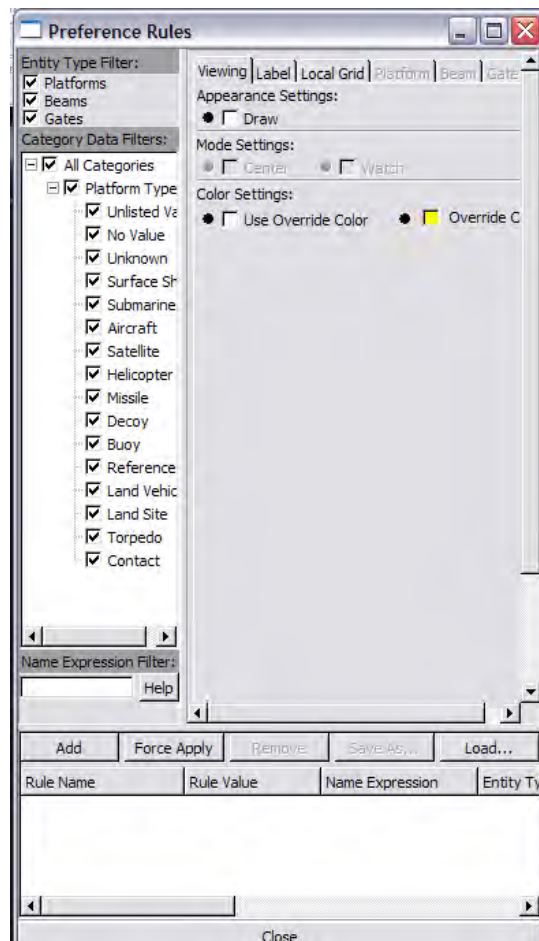 Preference Rules
Entity Type Filter:
Platforms
Beams
Gates
Category Data Filters:
All Categories
Platform Type
Unlisted Va
No Value
Unknown
Surface Sh
Submarine
Aircraft
Satellite
Helicopter
Missile
Decoy
Buoy
Reference
Land Vehic
Land Site
Torpedo
Contact
Name Expression Filter:
Help
Viewing Label Local Grid Platform Beam Gate
Appearance Settings:
Draw
Mode Settings:
Center Watch
Color Settings:
Use Override Color Override C
Add Force Apply Remove Save As... Load...
Rule Name Rule Value Name Expression Entity Ty
Close